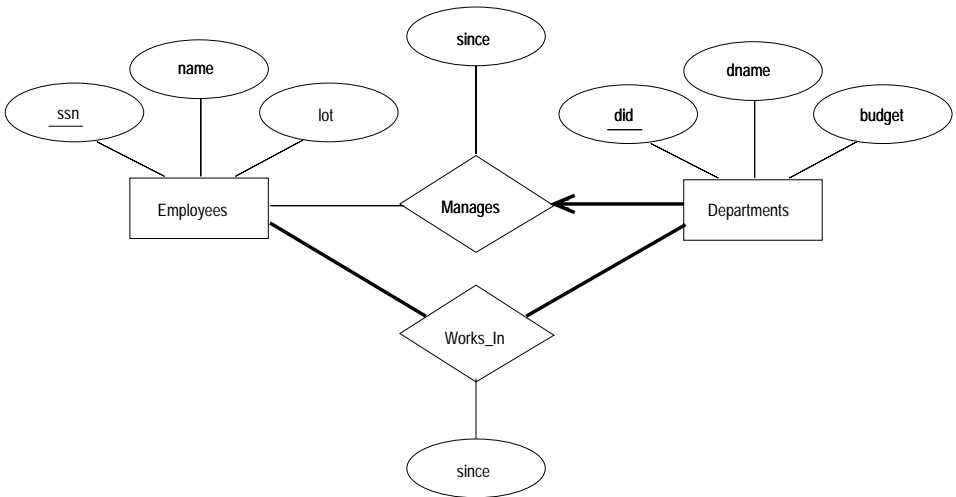 since
name
dname
ssn
lot
did
budget
Employees
Manages
Departments
Works_In
since